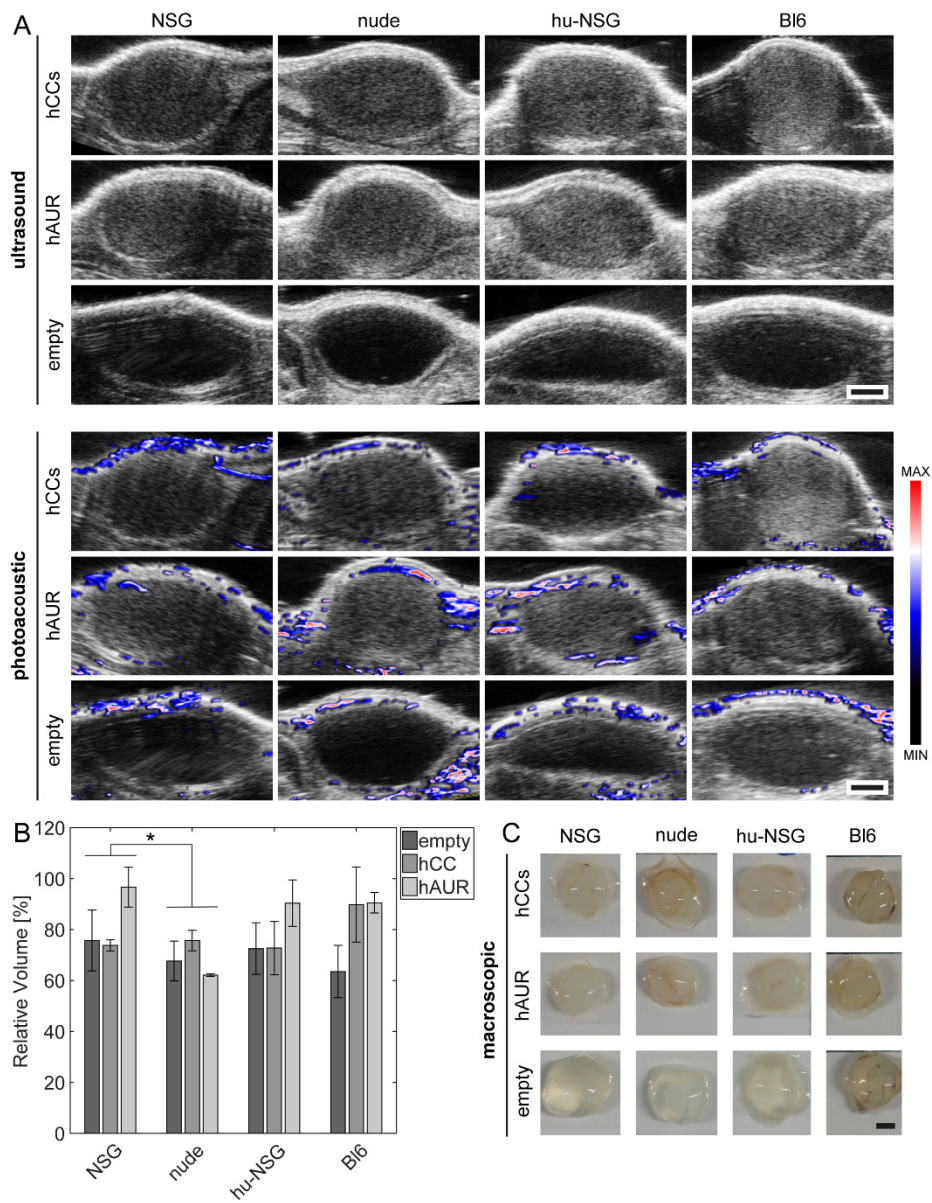 A
NSG nude hu-NSG Bl6
ultrasound
hCCs
hAUR
empty
photoacoustic
hCCs
hAUR
empty
MAX
MIN
B
Relative Volume [%]
120
100
80
60
40
20
0
*
empty
hCC
hAUR
NSG nude hu-NSG Bl6
C
NSG nude hu-NSG Bl6
macroscopic
hCCs
hAUR
empty